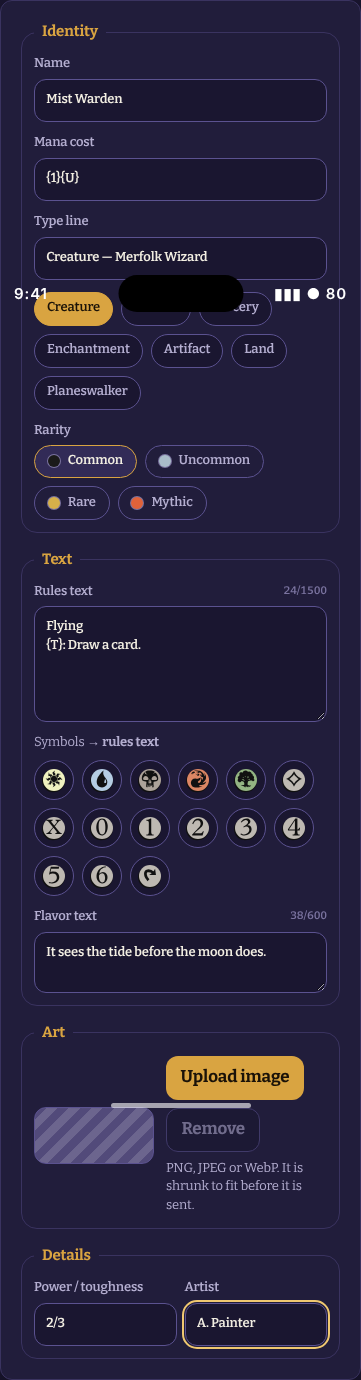 Identity
Name
Mist Warden
Mana cost
{1}{U}
Type line
Creature — Merfolk Wizard
9:41
80
Creature
Enchantment
Artifact
Land
Planeswalker
Rarity
Common
Uncommon
Rare
Mythic
Text
Rules text
24/1500
Flying
{T}: Draw a card.
Symbols → rules text
X
0
1
2
3
4
5
6
Flavor text
38/600
It sees the tide before the moon does.
Art
Upload image
Remove
PNG, JPEG or WebP. It is
shrunk to fit before it is
sent.
Details
Power / toughness
Artist
2/3
A. Painter